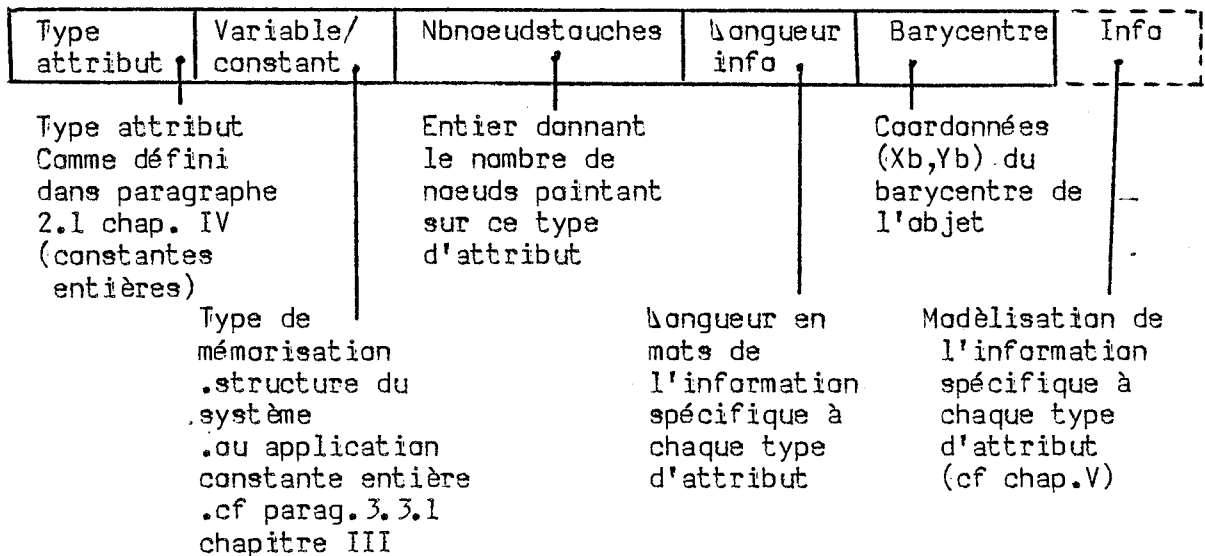 Type attribut
Variable/ constant
Nbnoeudstouches
Longueur info
Barycentre
Info
Type attribut
Comme défini
dans paragraphe
2.1 chap. IV
(constantes
entières)
Entier donnant
le nombre de
noeuds pointant
sur ce type
d'attribut
Coordonnées
(Xb,Yb) du
barycentre de
l'objet
Type de
mémorisation
.structure du
.système
.ou application
constante entière
.cf parag.3.3.1
chapitre III
Longueur en
mots de
l'information
spécifique à
chaque type
d'attribut
Modèlisation de
l'information
spécifique à
chaque type
d'attribut
(cf chap.V)